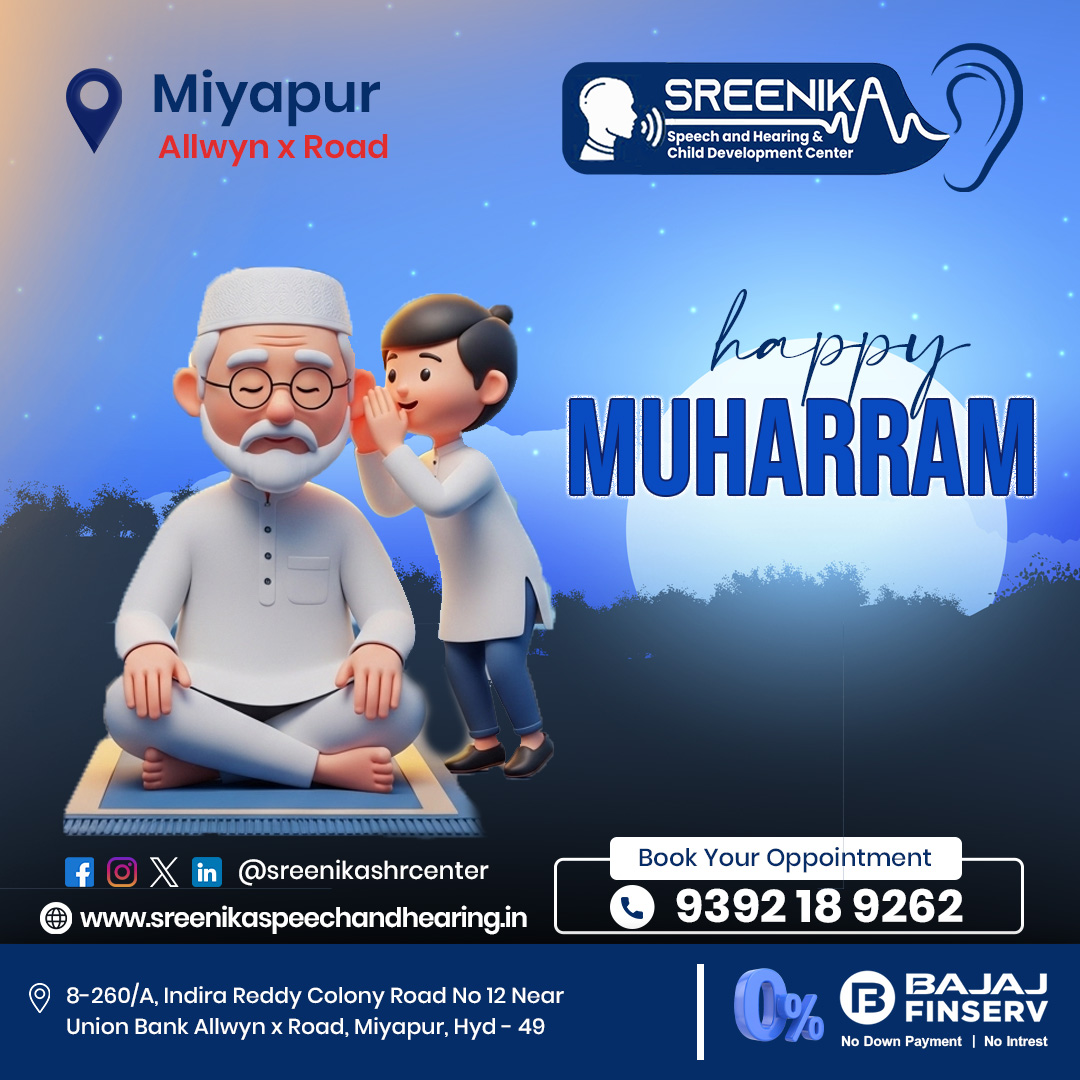 Miyapur
Allwyn x Road
SREENIKA
Speech and Hearing &
Child Development Center
happy
MUHARRAM
@sreenikashrcenter
www.sreenikaspeechandhearing.in
Book Your Appointment
9392 18 9262
8-260/A, Indira Reddy Colony Road No 12 Near
Union Bank Allwyn x Road, Miyapur, Hyd - 49
0%
BAJAJ
FINSERV
No Down Payment | No Intrest